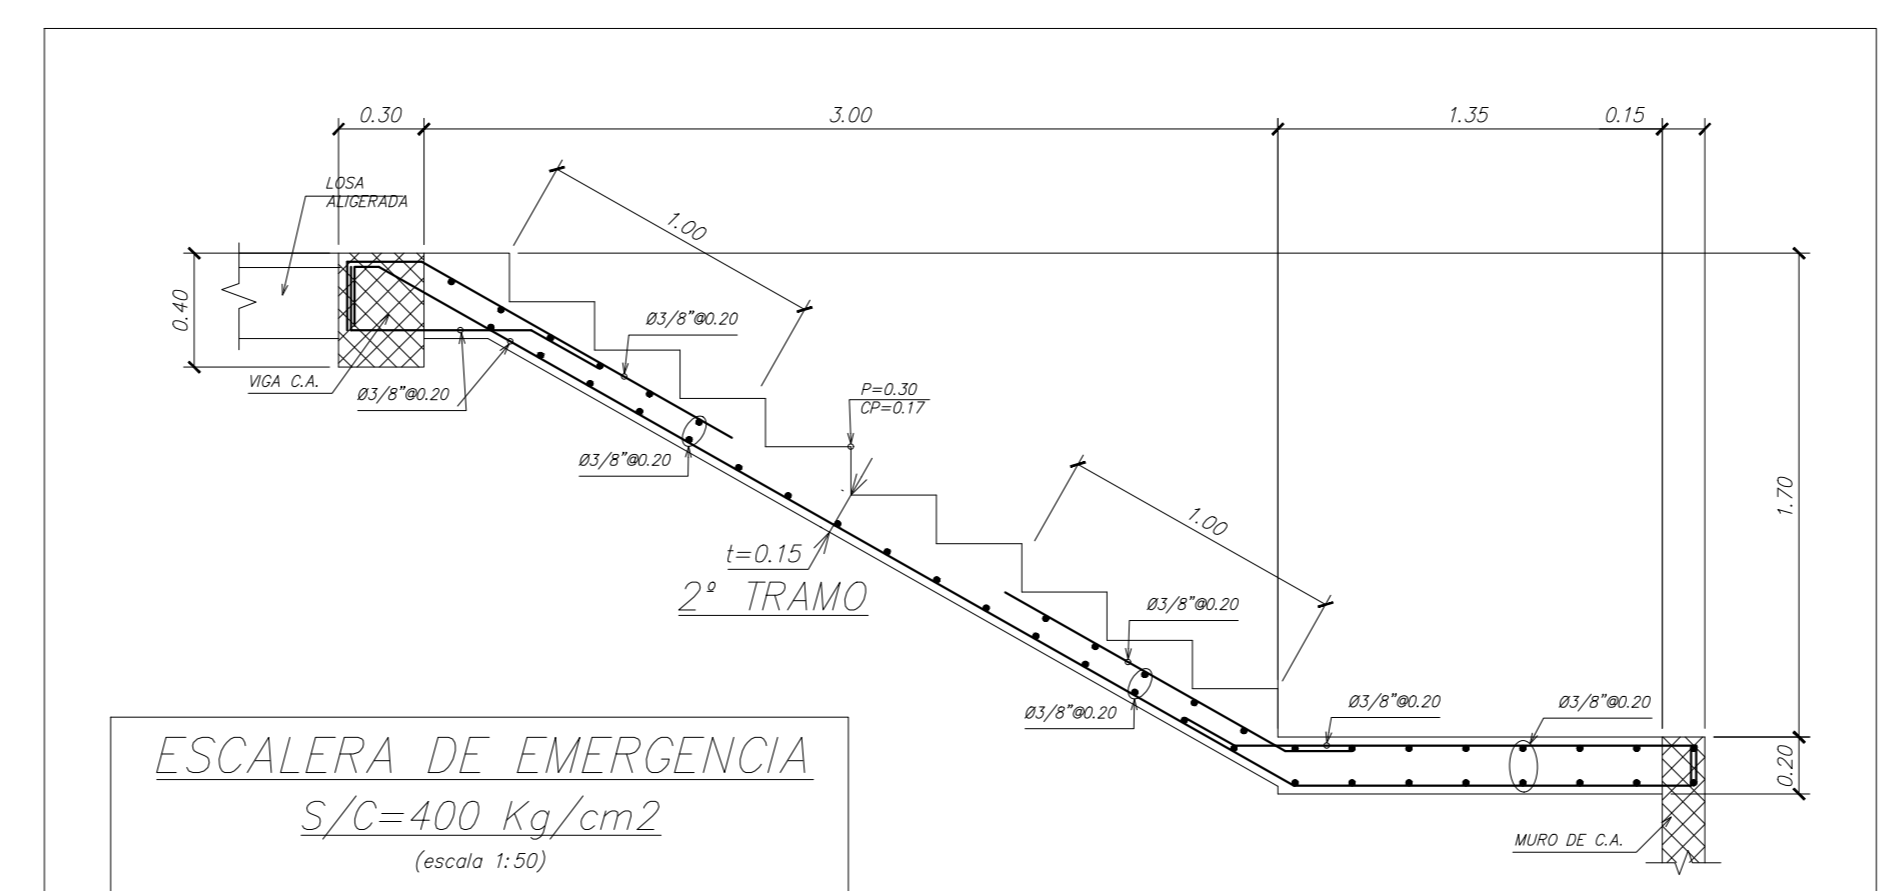 0.30
3.00
1.35
0.15
LOSA
ALIGERADA
1.00
0.40
Ø3/8"@0.20
VIGA C.A.
Ø3/8"@0.20
P=0.30
CP=0.17
Ø3/8"@0.20
1.00
1.70
t=0.15
2º TRAMO
Ø3/8"@0.20
Ø3/8"@0.20
Ø3/8"@0.20
Ø3/8"@0.20
0.20
ESCALERA DE EMERGENCIA
S/C=400 Kg/cm2
(escala 1:50)
MURO DE C.A.